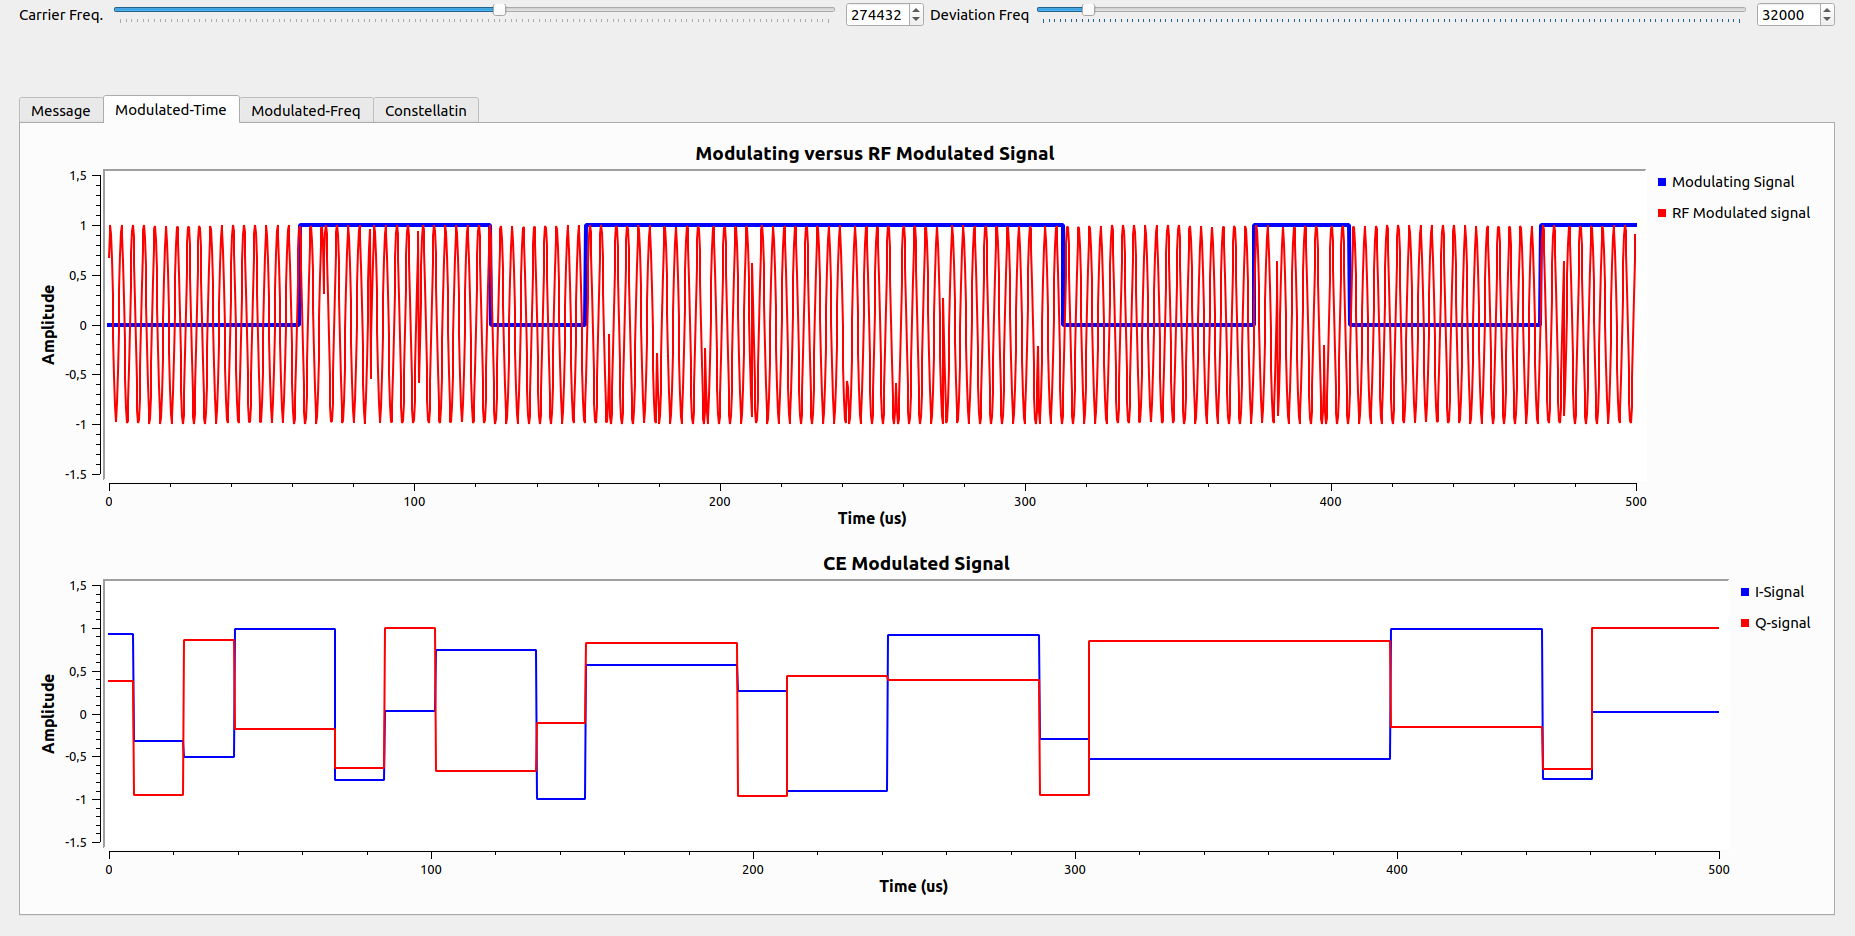 Carrier Freq. 274432 Deviation Freq 32000
Message Modulated-Time Modulated-Freq Constellatin
Modulating versus RF Modulated Signal
1,5
1
0,5
0
-0,5
-1
-1.5
Amplitude
0 100 200 300 400 500
Time (us)
Modulating Signal
RF Modulated signal
CE Modulated Signal
1,5
1
0,5
0
-0,5
-1
-1.5
Amplitude
0 100 200 300 400 500
Time (us)
I-Signal
Q-signal